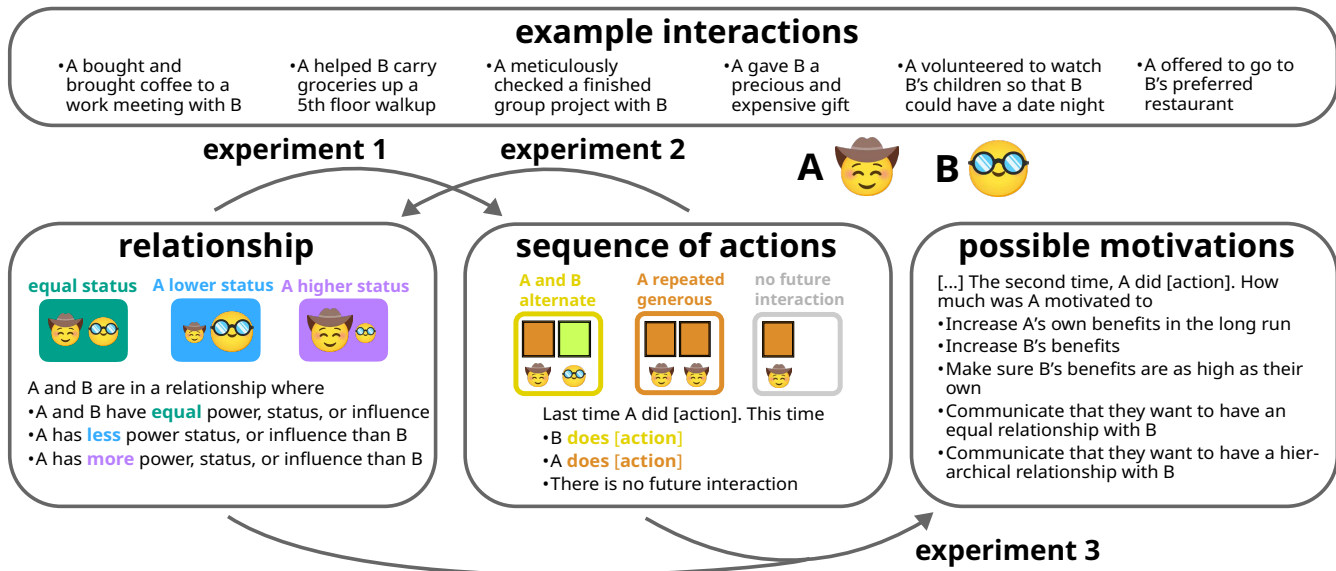 example interactions
•A bought and
brought coffee to a
work meeting with B
•A helped B carry
groceries up a
5th floor walkup
•A meticulously
checked a finished
group project with B
•A gave B a
precious and
expensive gift
•A volunteered to watch
B's children so that B
could have a date night
•A offered to go to
B's preferred
restaurant
experiment 1
experiment 2
A
B
relationship
equal status
A lower status
A higher status
A and B are in a relationship where
•A and B have equal power, status, or influence
•A has less power status, or influence than B
•A has more power, status, or influence than B
sequence of actions
A and B
alternate
A repeated
generous
no future
interaction
Last time A did [action]. This time
•B does [action]
•A does [action]
•There is no future interaction
possible motivations
[...] The second time, A did [action]. How
much was A motivated to
•Increase A's own benefits in the long run
•Increase B's benefits
•Make sure B's benefits are as high as their
own
•Communicate that they want to have an
equal relationship with B
•Communicate that they want to have a hier-
archical relationship with B
experiment 3